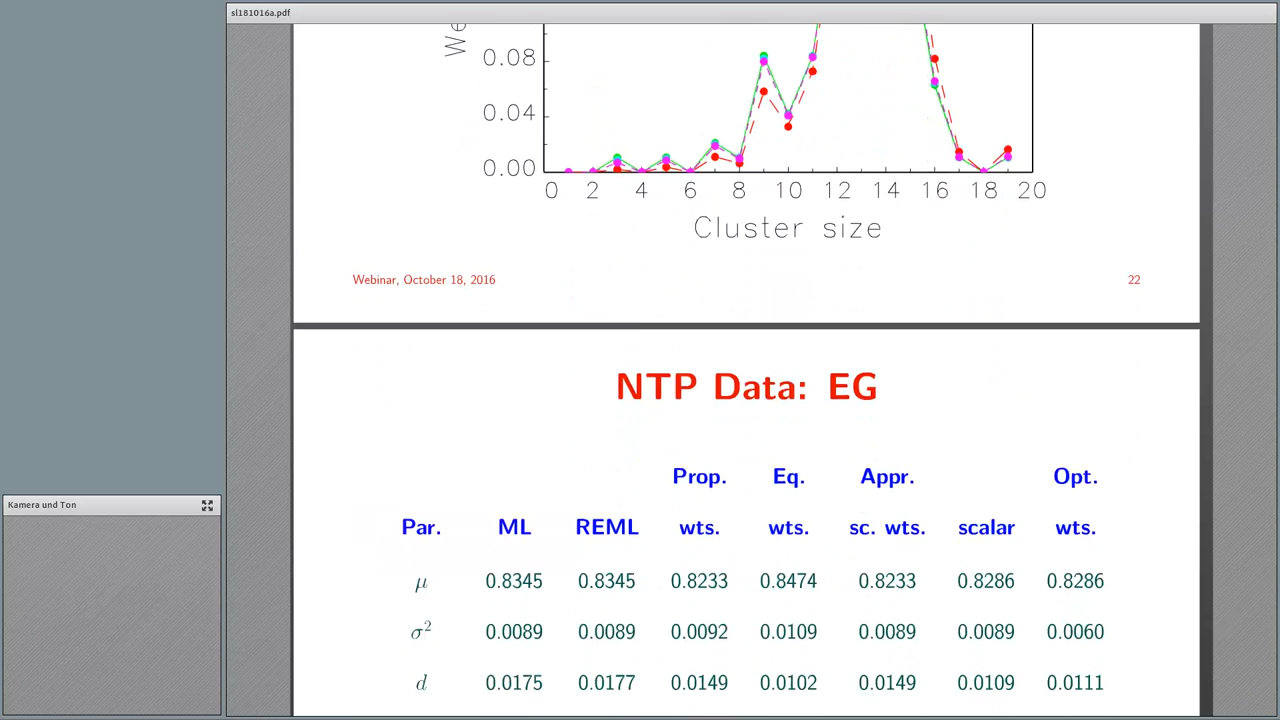 sl181016a.pdf
We
0.08
0.04
0.00
0 2 4 6 8 10 12 14 16 18 20
Cluster size
Webinar, October 18, 2016 22
NTP Data: EG
Prop. Eq. Appr. Opt.
Par. ML REML wts. wts. sc. wts. scalar wts.
μ 0.8345 0.8345 0.8233 0.8474 0.8233 0.8286 0.8286
σ² 0.0089 0.0089 0.0092 0.0109 0.0089 0.0089 0.0060
d 0.0175 0.0177 0.0149 0.0102 0.0149 0.0109 0.0111
Kamera und Ton